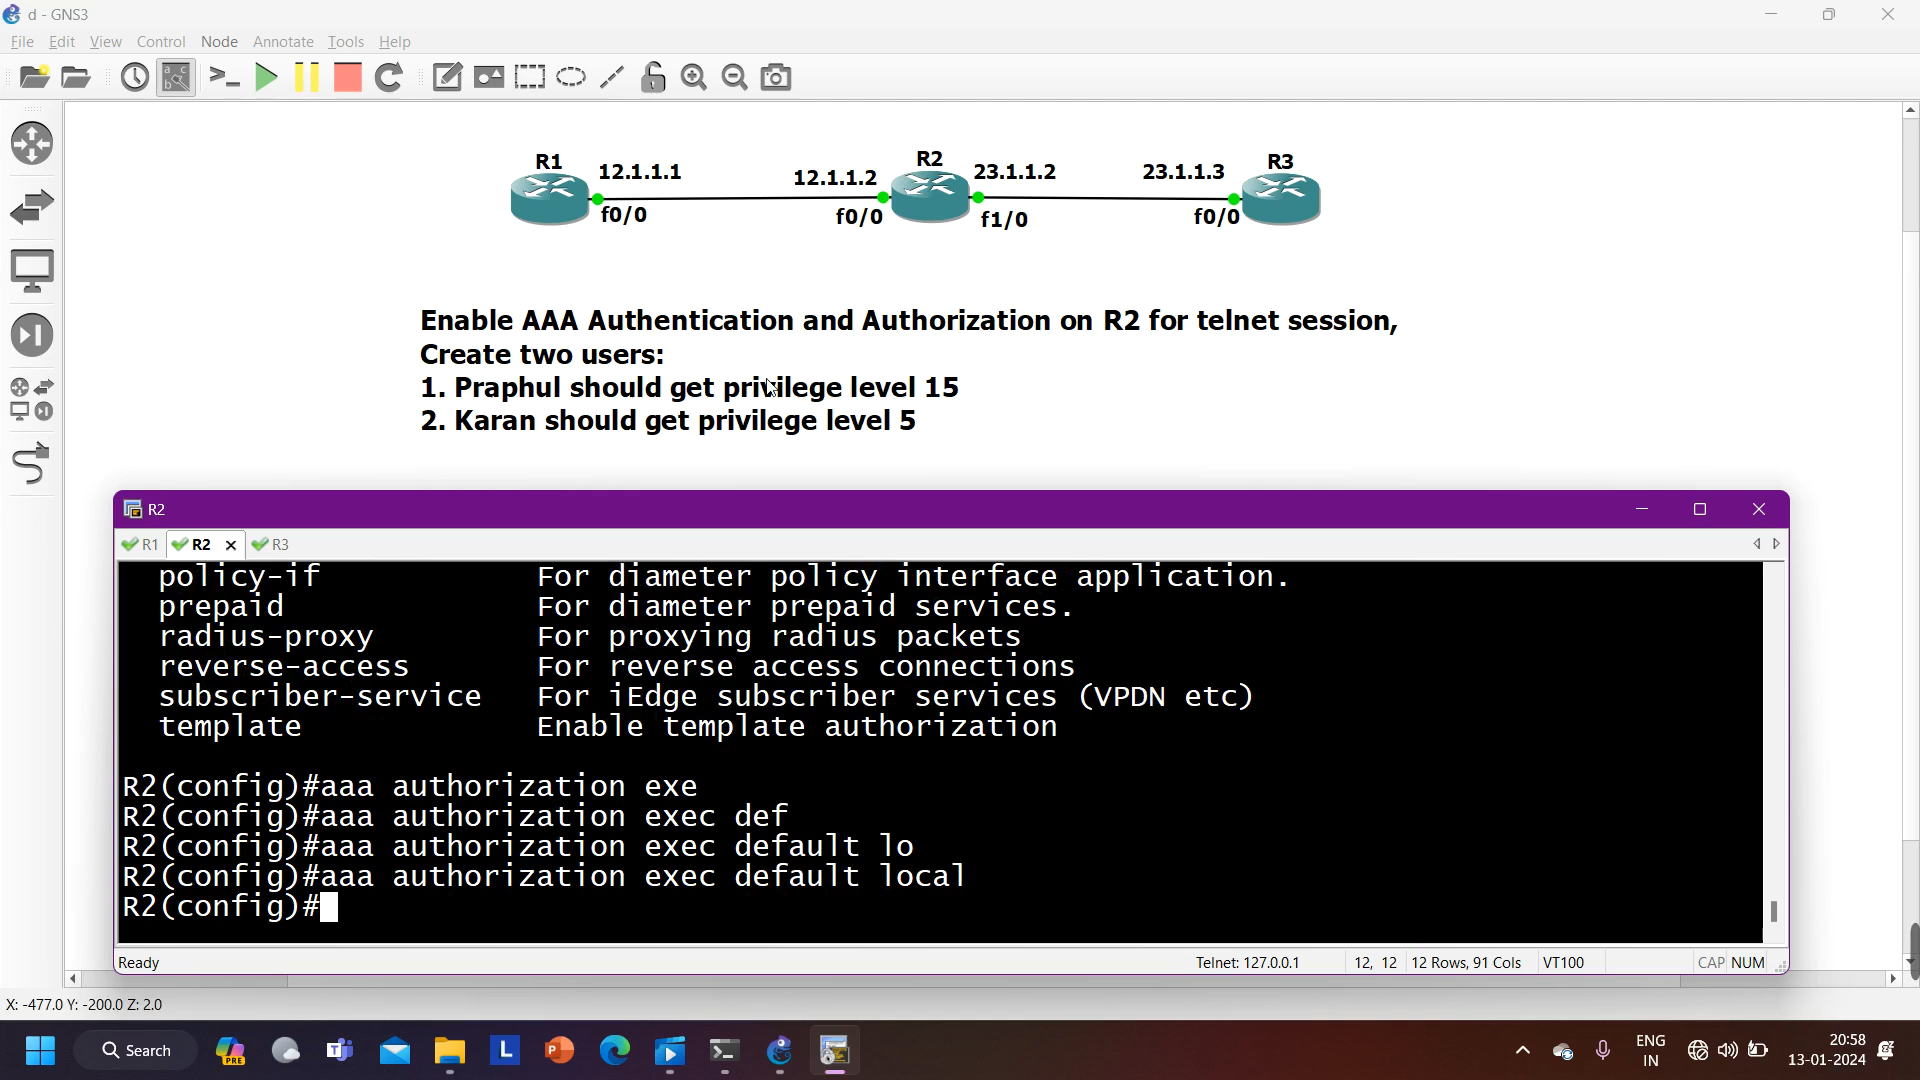 d - GNS3
File Edit View Control Node Annotate Tools Help
R1 12.1.1.1 12.1.1.2 R2 23.1.1.2 23.1.1.3 R3
f0/0 f0/0 f1/0 f0/0
Enable AAA Authentication and Authorization on R2 for telnet session,
Create two users:
1. Praphul should get privilege level 15
2. Karan should get privilege level 5
R2
R1 R2 R3
policy-if For diameter policy interface application.
prepaid For diameter prepaid services.
radius-proxy For proxying radius packets
reverse-access For reverse access connections
subscriber-service For iEdge subscriber services (VPDN etc)
template Enable template authorization
R2(config)#aaa authorization exe
R2(config)#aaa authorization exec def
R2(config)#aaa authorization exec default lo
R2(config)#aaa authorization exec default local
R2(config)#
Ready Telnet: 127.0.0.1 12, 12 12 Rows, 91 Cols VT100 CAP NUM
X: -477.0 Y: -200.0 Z: 2.0
Search
PRE
ENG
IN
20:58
13-01-2024